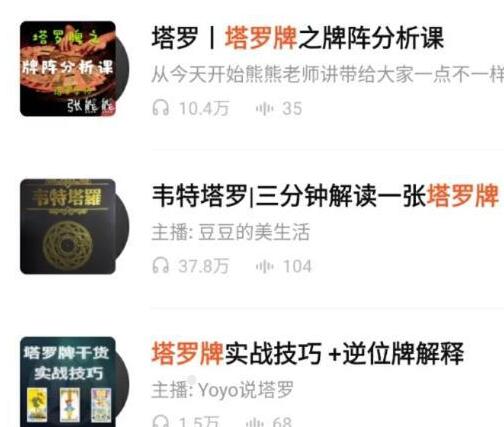 塔罗牌之
牌阵分析课
张熊熊
塔罗丨塔罗牌之牌阵分析课
从今天开始熊熊老师讲带给大家一点不一样
10.4万 35
韦特塔羅
韦特塔罗|三分钟解读一张塔罗牌
主播: 豆豆的美生活
37.8万 104
塔罗牌干货
实战技巧
塔罗牌实战技巧 +逆位牌解释
主播: Yoyo说塔罗
1.5万 68